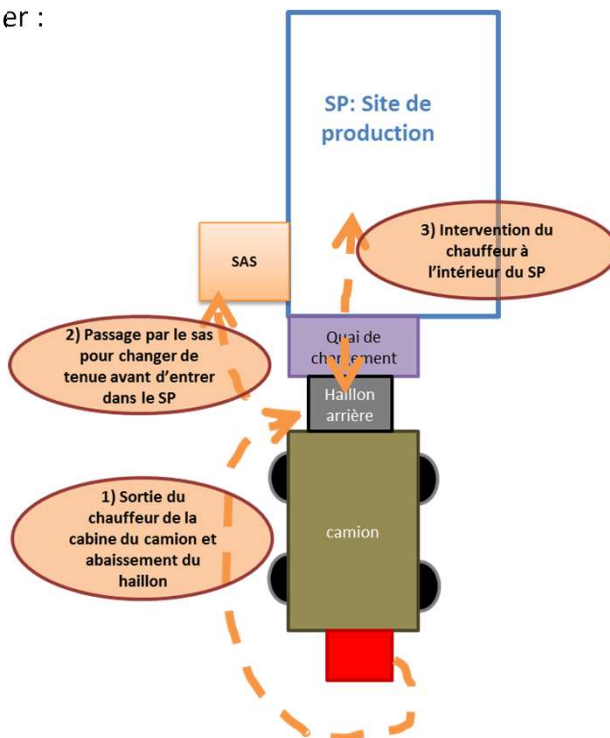 er :
SP: Site de
production
SAS
3) Intervention du
chauffeur à
l'intérieur du SP
2) Passage par le sas
pour changer de
tenue avant d'entrer
dans le SP
Quai de
chargement
Haillon
arrière
1) Sortie du
chauffeur de la
cabine du camion et
abaissement du
haillon
camion